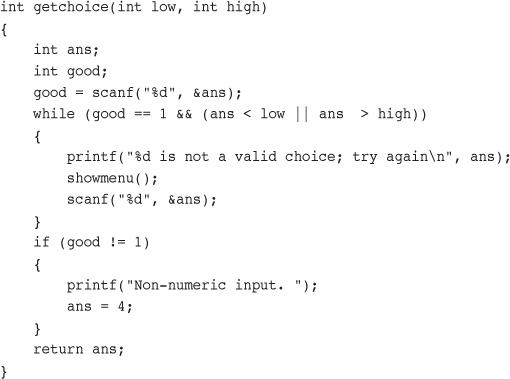 int getchoice(int low, int high)
{
    int ans;
    int good;
    good = scanf("%d", &ans);
    while (good == 1 && (ans < low || ans  > high))
    {
        printf("%d is not a valid choice; try again\n", ans);
        showmenu();
        scanf("%d", &ans);
    }
    if (good != 1)
    {
        printf("Non-numeric input. ");
        ans = 4;
    }
    return ans;
}